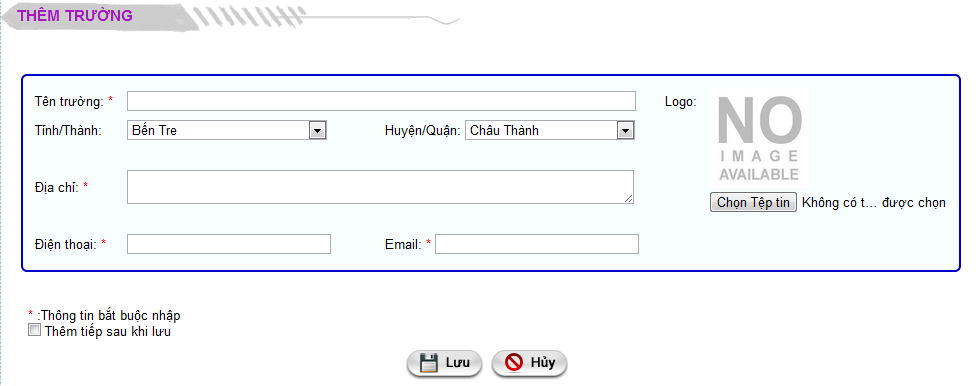 THÊM TRƯỜNG
Tên trường: *
Logo:
NO
IMAGE
AVAILABLE
Tỉnh/Thành: Bến Tre Huyện/Quận: Châu Thành
Địa chỉ: *
Chọn Tệp tin Không có t... được chọn
Điện thoại: * Email: *
* :Thông tin bắt buộc nhập
Thêm tiếp sau khi lưu
Lưu Hủy